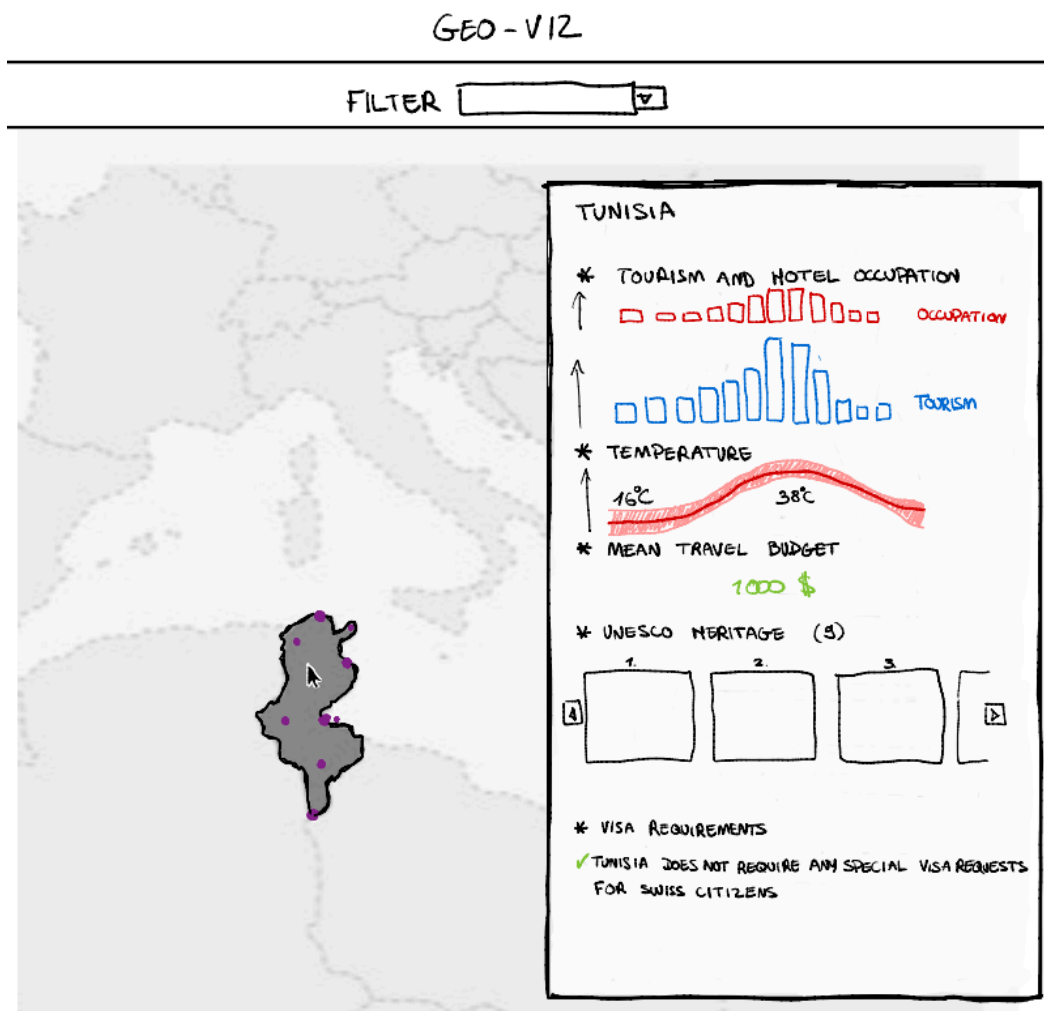 GEO-VIZ
FILTER
TUNISIA
* TOURISM AND HOTEL OCCUPATION
OCCUPATION
TOURISM
* TEMPERATURE
16°C
38°C
* MEAN TRAVEL BUDGET
1000 $
* UNESCO HERITAGE (9)
1. 2. 3.
* VISA REQUIREMENTS
✓ TUNISIA DOES NOT REQUIRE ANY SPECIAL VISA REQUESTS
FOR SWISS CITIZENS